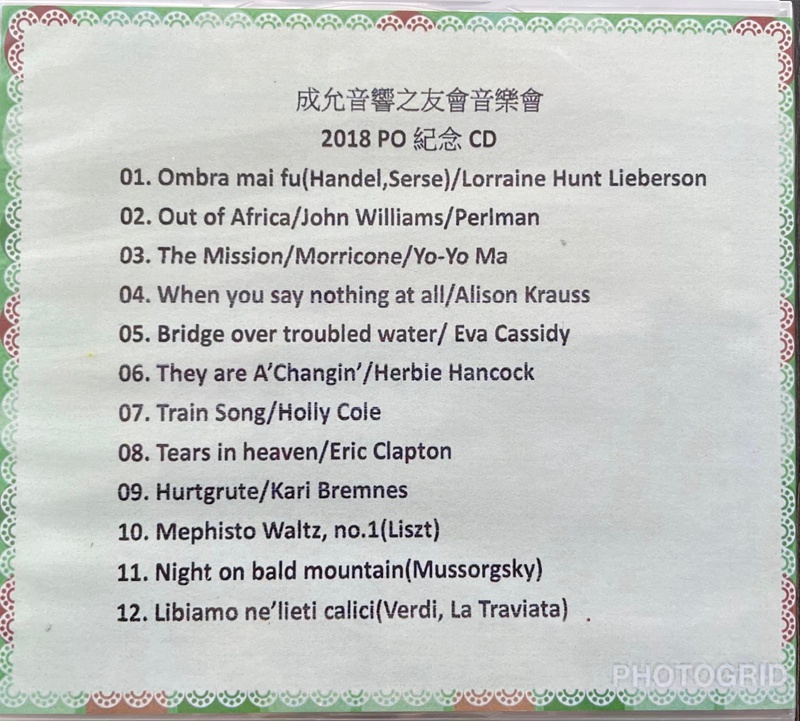 成允音響之友會音樂會
2018 PO 紀念 CD
01. Ombra mai fu(Handel,Serse)/Lorraine Hunt Lieberson
02. Out of Africa/John Williams/Perlman
03. The Mission/Morricone/Yo-Yo Ma
04. When you say nothing at all/Alison Krauss
05. Bridge over troubled water/ Eva Cassidy
06. They are A’Changin’/Herbie Hancock
07. Train Song/Holly Cole
08. Tears in heaven/Eric Clapton
09. Hurtgrute/Kari Bremnes
10. Mephisto Waltz, no.1(Liszt)
11. Night on bald mountain(Mussorgsky)
12. Libiamo ne’lieti calici(Verdi, La Traviata)
PHOTOGRID